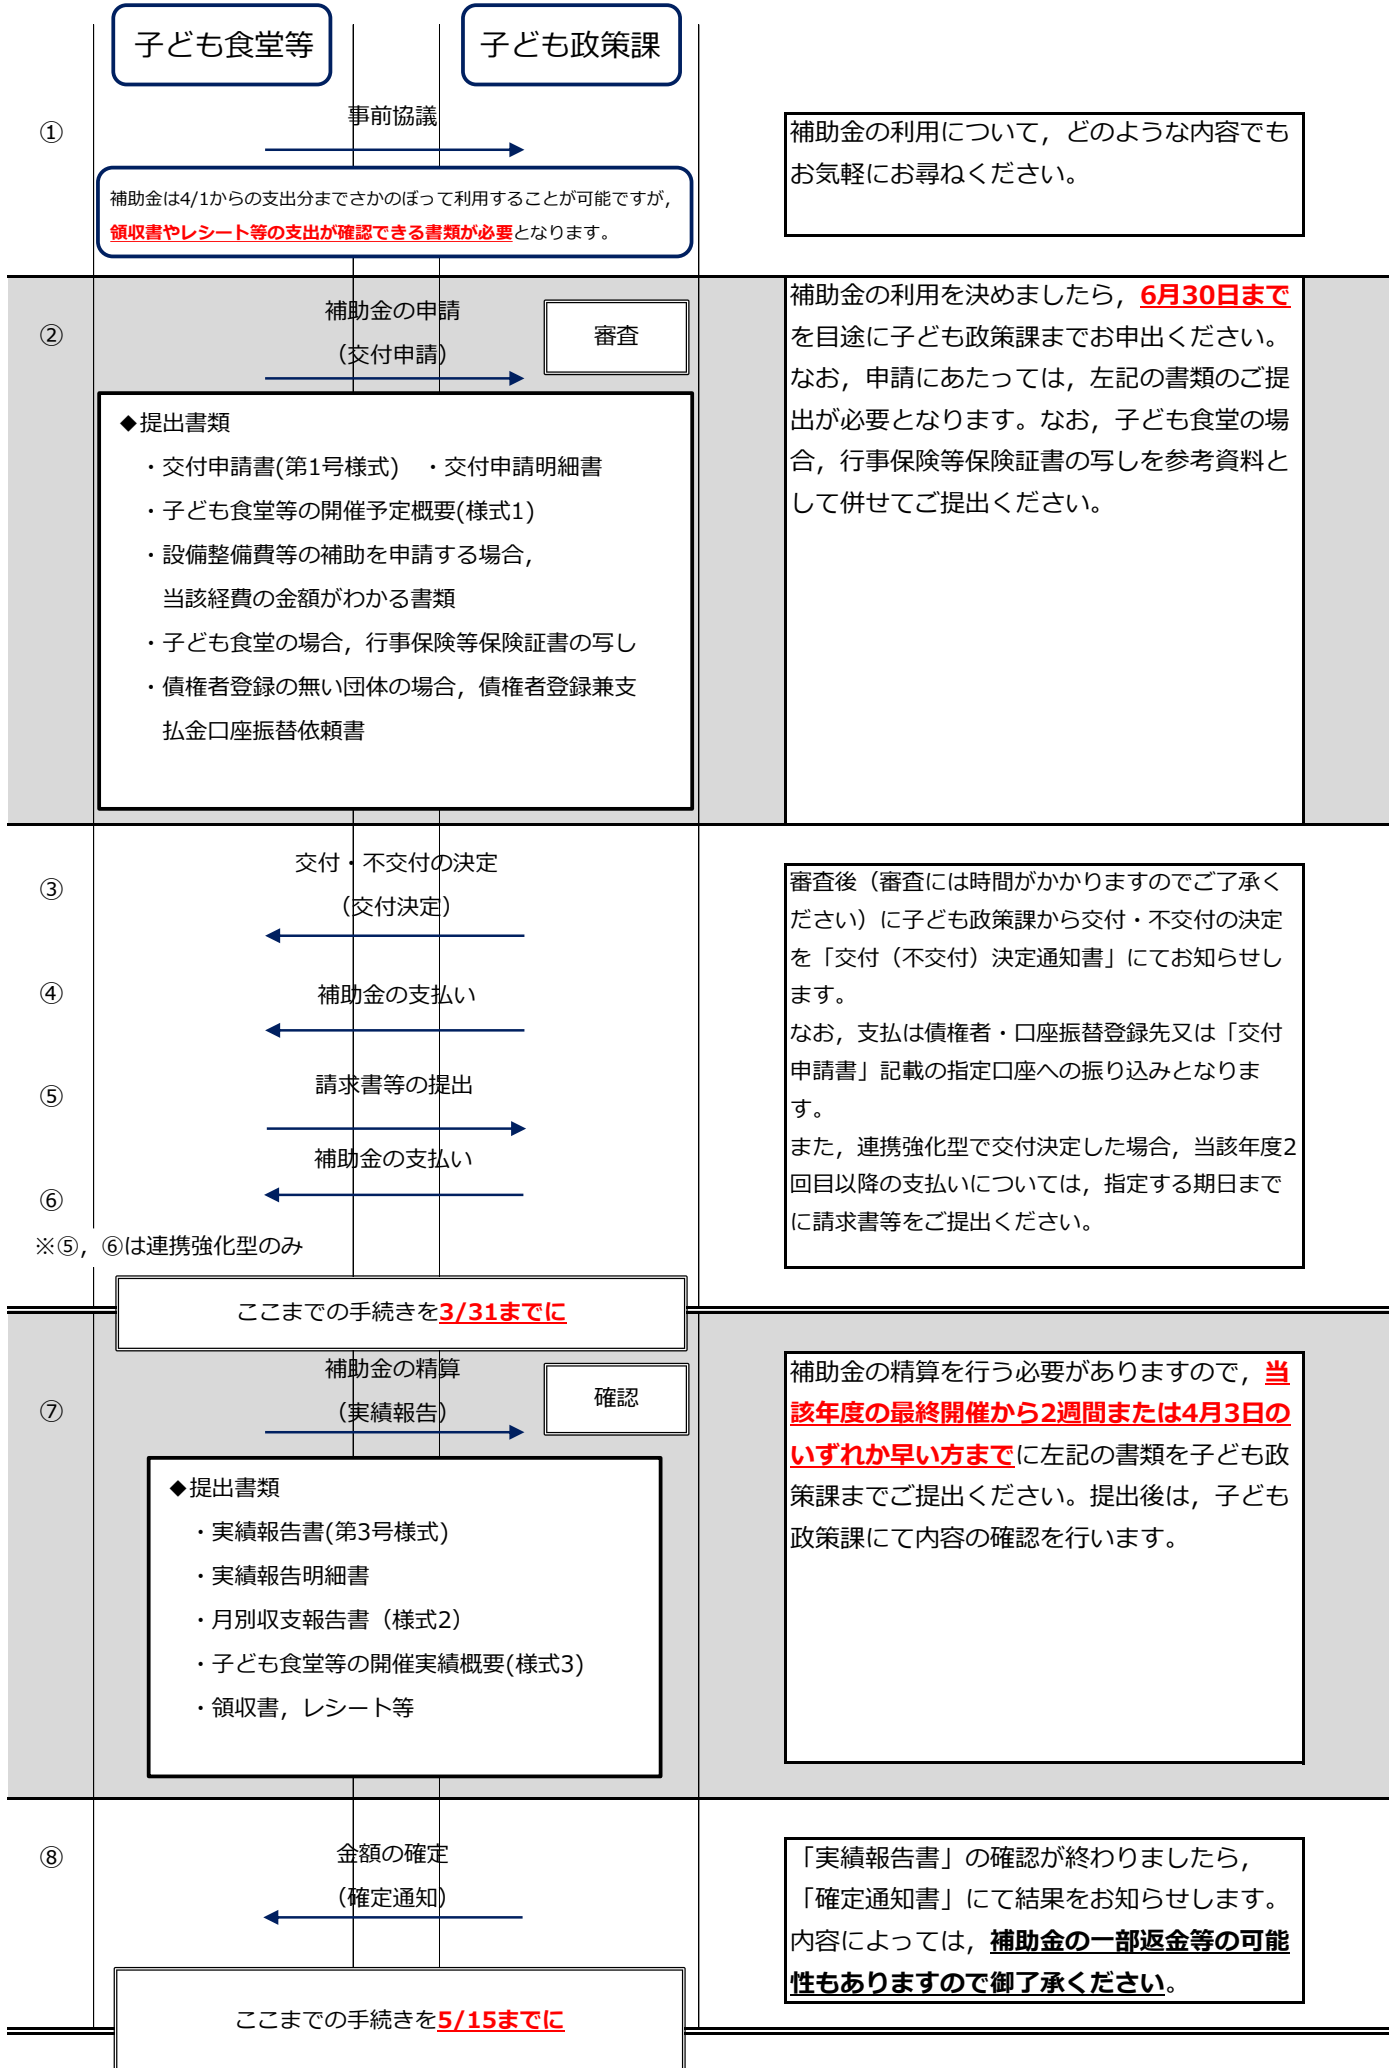 子ども食堂等
子ども政策課
①
事前協議
補助金は4/1からの支出分までさかのぼって利用することが可能ですが，
領収書やレシート等の支出が確認できる書類が必要となります。
補助金の利用について，どのような内容でも
お気軽にお尋ねください。
②
補助金の申請
（交付申請）
審査
◆提出書類
・交付申請書(第1号様式)　・交付申請明細書
・子ども食堂等の開催予定概要(様式1)
・設備整備費等の補助を申請する場合，
当該経費の金額がわかる書類
・子ども食堂の場合，行事保険等保険証書の写し
・債権者登録の無い団体の場合，債権者登録兼支
払金口座振替依頼書
補助金の利用を決めましたら，6月30日まで
を目途に子ども政策課までお申出ください。
なお，申請にあたっては，左記の書類のご提
出が必要となります。なお，子ども食堂の場
合，行事保険等保険証書の写しを参考資料と
して併せてご提出ください。
③
交付・不交付の決定
（交付決定）
④
補助金の支払い
⑤
請求書等の提出
補助金の支払い
⑥
※⑤，⑥は連携強化型のみ
審査後（審査には時間がかかりますのでご了承く
ださい）に子ども政策課から交付・不交付の決定
を「交付（不交付）決定通知書」にてお知らせし
ます。
なお，支払は債権者・口座振替登録先又は「交付
申請書」記載の指定口座への振り込みとなりま
す。
また，連携強化型で交付決定した場合，当該年度2
回目以降の支払いについては，指定する期日まで
に請求書等をご提出ください。
ここまでの手続きを3/31までに
⑦
補助金の精算
（実績報告）
確認
◆提出書類
・実績報告書(第3号様式)
・実績報告明細書
・月別収支報告書（様式2）
・子ども食堂等の開催実績概要(様式3)
・領収書，レシート等
補助金の精算を行う必要がありますので，当
該年度の最終開催から2週間または4月3日の
いずれか早い方までに左記の書類を子ども政
策課までご提出ください。提出後は，子ども
政策課にて内容の確認を行います。
⑧
金額の確定
（確定通知）
「実績報告書」の確認が終わりましたら，
「確定通知書」にて結果をお知らせします。
内容によっては，補助金の一部返金等の可能
性もありますので御了承ください。
ここまでの手続きを5/15までに